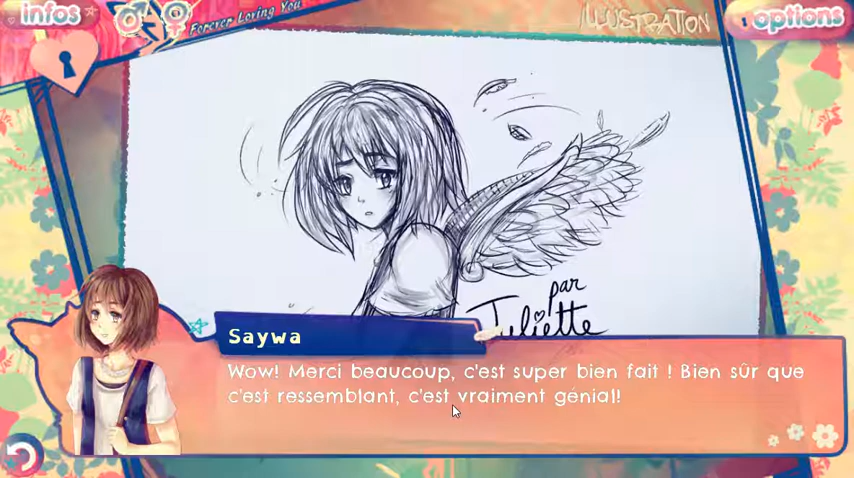 infos
Forever Loving You
ILLUSTRATION
options
par
Juliette
Saywa
Wow! Merci beaucoup, c'est super bien fait ! Bien sûr que
c'est ressemblant, c'est vraiment génial!